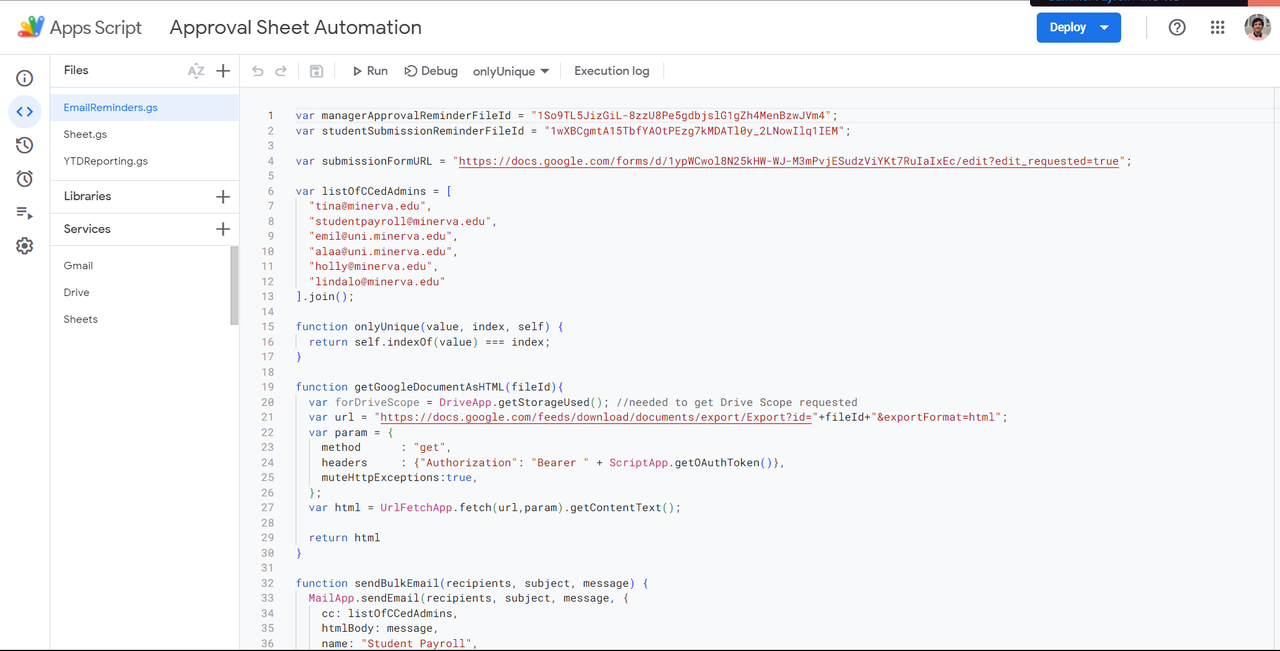 Apps Script
Approval Sheet Automation
Deploy
Files
AZ
Run
Debug
onlyUnique
Execution log
EmailReminders.gs
Sheet.gs
YTDReporting.gs
Libraries
Services
Gmail
Drive
Sheets
1 var managerApprovalReminderFileId = "1So9TL5JizGiL-8zzU8Pe5gdbjslG1gZh4MenBzwJVm4";
2 var studentSubmissionReminderFileId = "1wXBCgmtA15TbfYAOtPEzg7kMDATl0y_2LNowIlq1IEM";
3
4 var submissionFormURL = "https://docs.google.com/forms/d/1ypWCwol8N25kHW-WJ-M3mPvjESudzViYKt7RuIaIxEc/edit?edit_requested=true";
5
6 var listOfCCedAdmins = [
7 "tina@minerva.edu",
8 "studentpayroll@minerva.edu",
9 "emil@uni.minerva.edu",
10 "alaa@uni.minerva.edu",
11 "holly@minerva.edu",
12 "lindalo@minerva.edu"
13 ].join();
14
15 function onlyUnique(value, index, self) {
16 return self.indexOf(value) === index;
17 }
18
19 function getGoogleDocumentAsHTML(fileId){
20 var forDriveScope = DriveApp.getStorageUsed(); //needed to get Drive Scope requested
21 var url = "https://docs.google.com/feeds/download/documents/export/Export?id="+fileId+"&exportFormat=html";
22 var param = {
23 method : "get",
24 headers : {"Authorization": "Bearer " + ScriptApp.getOAuthToken()},
25 muteHttpExceptions:true,
26 };
27 var html = UrlFetchApp.fetch(url,param).getContentText();
28
29 return html
30 }
31
32 function sendBulkEmail(recipients, subject, message) {
33 MailApp.sendEmail(recipients, subject, message, {
34 cc: listOfCCedAdmins,
35 htmlBody: message,
36 name: "Student Payroll",